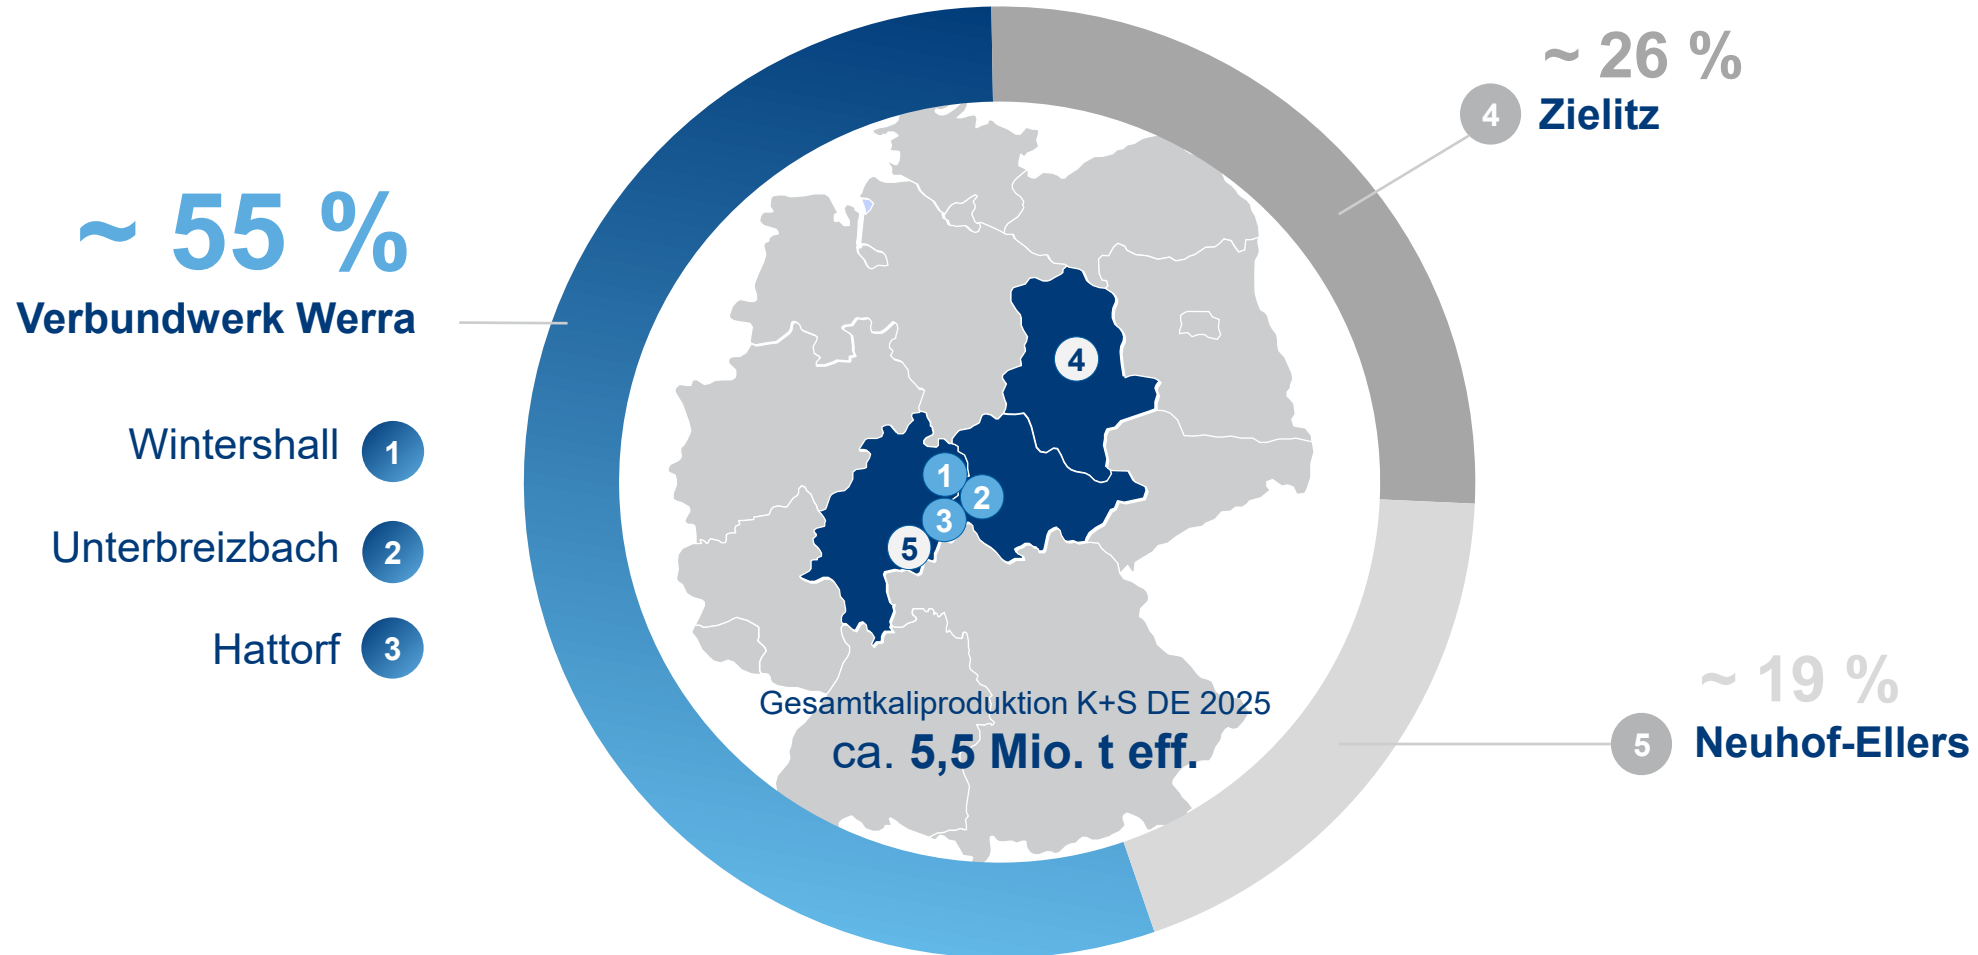 ~ 55 %
Verbundwerk Werra
Wintershall 1
Unterbreizbach 2
Hattorf 3
~ 26 %
4 Zielitz
4
1
2
3
5
Gesamtkaliproduktion K+S DE 2025
ca. 5,5 Mio. t eff.
~ 19 %
5 Neuhof-Ellers